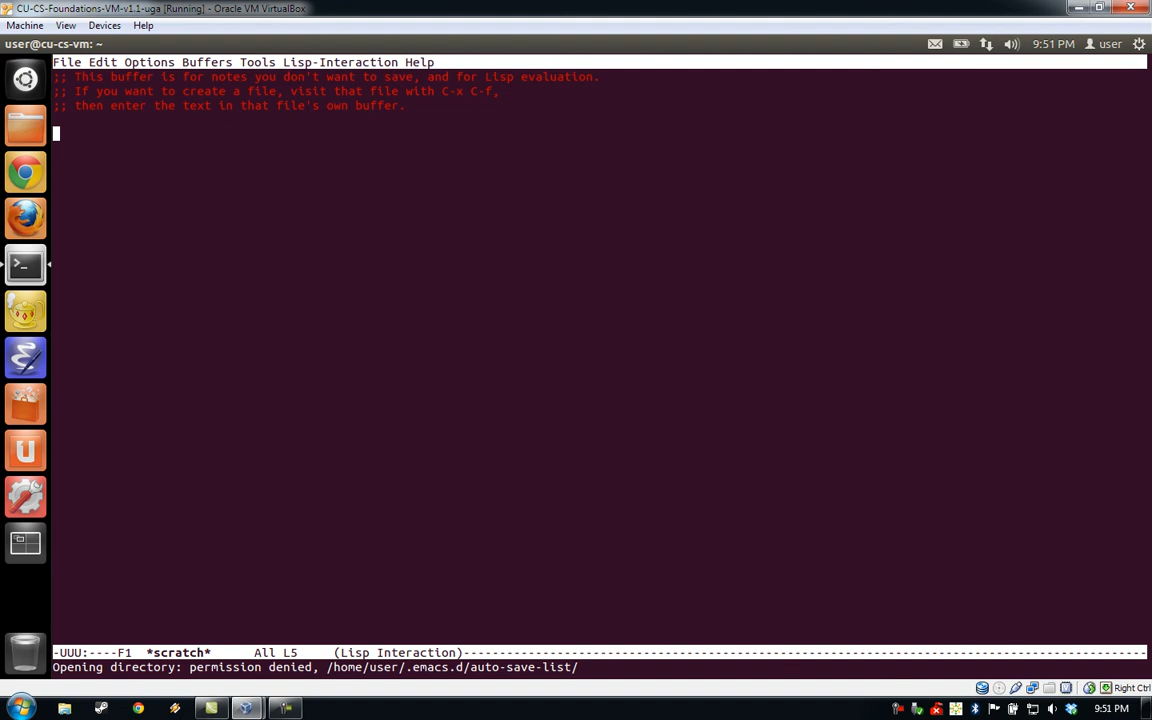 CU-CS-Foundations-VM-v1.1-uga [Running] - Oracle VM VirtualBox
Machine View Devices Help
user@cu-cs-vm: ~
9:51 PM user
File Edit Options Buffers Tools Lisp-Interaction Help
;; This buffer is for notes you don't want to save, and for Lisp evaluation.
;; If you want to create a file, visit that file with C-x C-f,
;; then enter the text in that file's own buffer.
-UUU:----F1 *scratch* All L5 (Lisp Interaction)------------------------------------------------------------------------------------------------
Opening directory: permission denied, /home/user/.emacs.d/auto-save-list/
Right Ctrl
9:51 PM